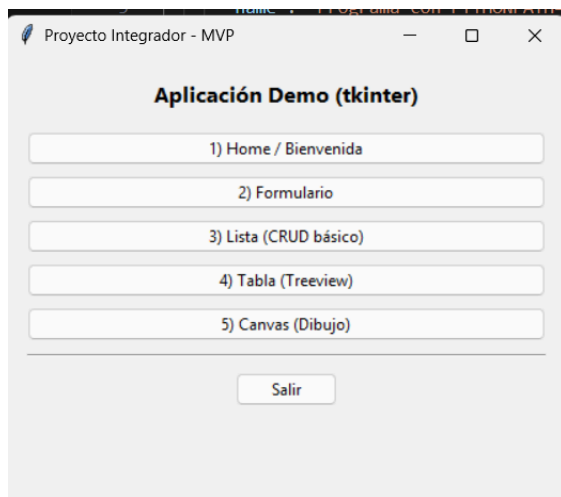 Proyecto Integrador - MVP
Aplicación Demo (tkinter)
1) Home / Bienvenida
2) Formulario
3) Lista (CRUD básico)
4) Tabla (Treeview)
5) Canvas (Dibujo)
Salir